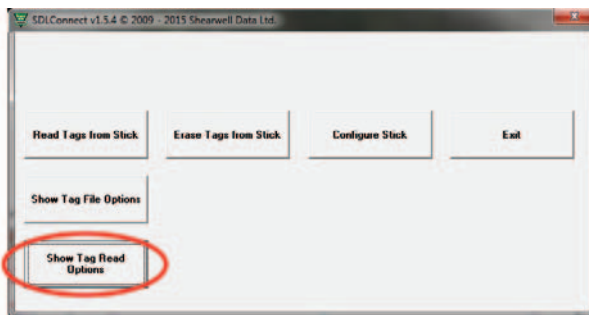 SDLConnect v1.5.4 © 2009 - 2015 Shearwell Data Ltd.
Read Tags from Stick
Erase Tags from Stick
Configure Stick
Exit
Show Tag File Options
Show Tag Read
Options